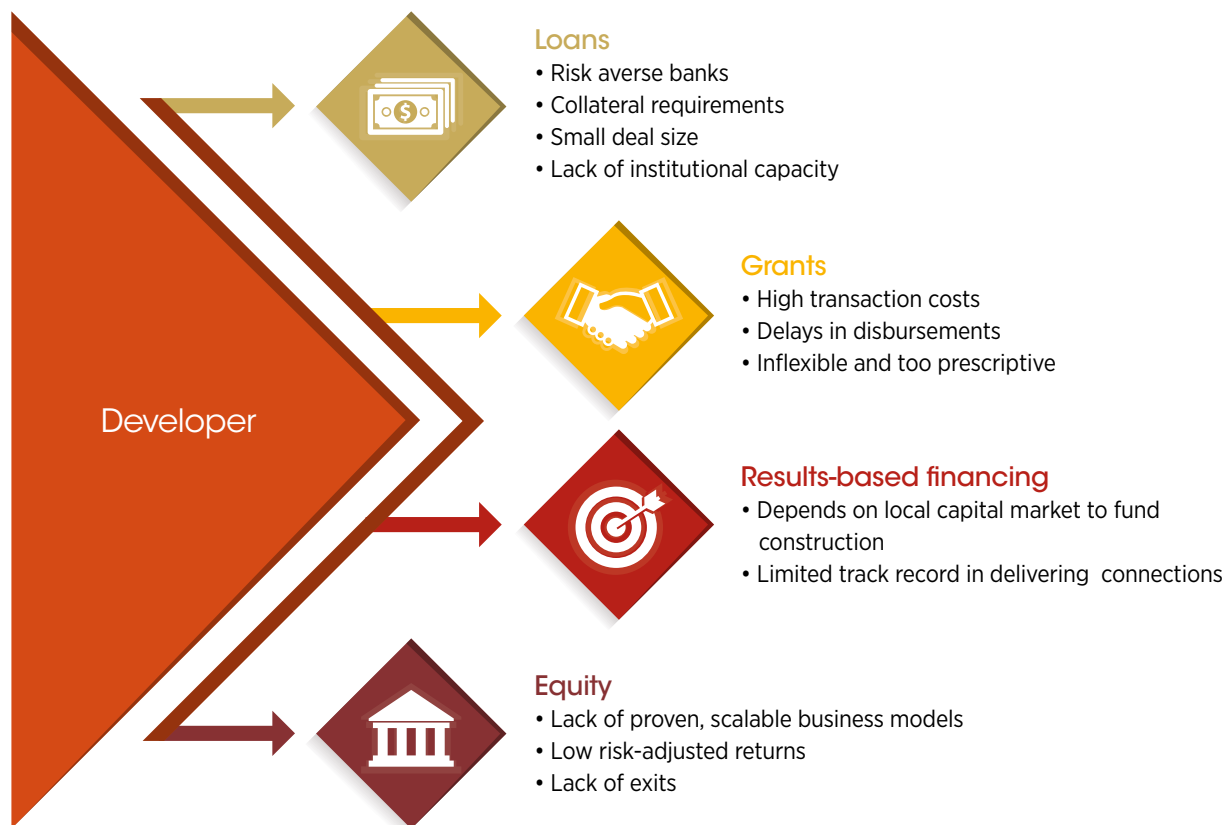 Loans
• Risk averse banks
• Collateral requirements
• Small deal size
• Lack of institutional capacity
Grants
• High transaction costs
• Delays in disbursements
• Inflexible and too prescriptive
Developer
Results-based financing
• Depends on local capital market to fund
construction
• Limited track record in delivering connections
Equity
• Lack of proven, scalable business models
• Low risk-adjusted returns
• Lack of exits